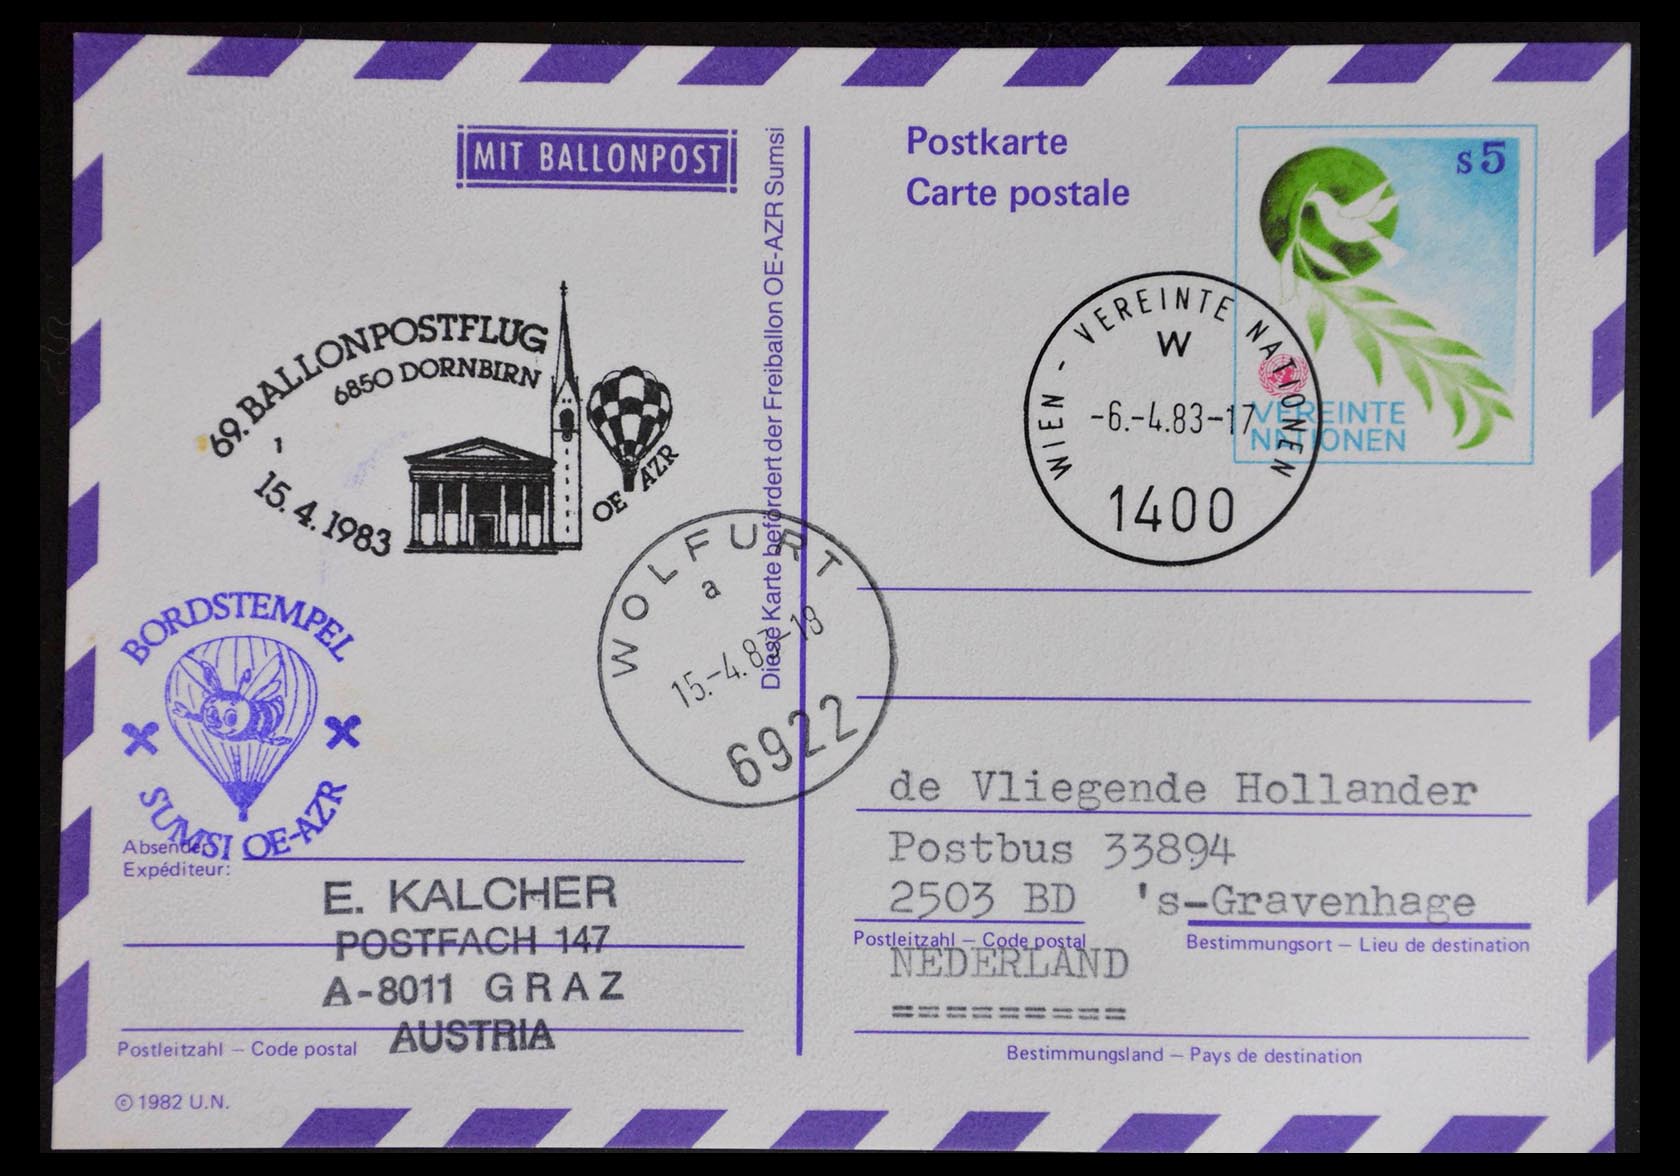 MIT BALLONPOST
Diese Karte befördert der Freiballon OE-AZR Sumsi
Postkarte
Carte postale
s5
VEREINTE
NATIONEN
WIEN - VEREINTE NATIONEN
W
-6.-4.83-17
1400
69. BALLONPOSTFLUG
6850 DORNBIRN
1
15. 4. 1983
OE AZR
WOLFURT
a
15.-4.83-18
6922
BORDSTEMPEL
SUMSI OE-AZR
Absender:
Expéditeur:
E. KALCHER
POSTFACH 147
A-8011 GRAZ
AUSTRIA
Postleitzahl – Code postal
© 1982 U.N.
de Vliegende Hollander
Postbus 33894
2503 BD 's-Gravenhage
Postleitzahl – Code postal
Bestimmungsort – Lieu de destination
NEDERLAND
=========
Bestimmungsland – Pays de destination